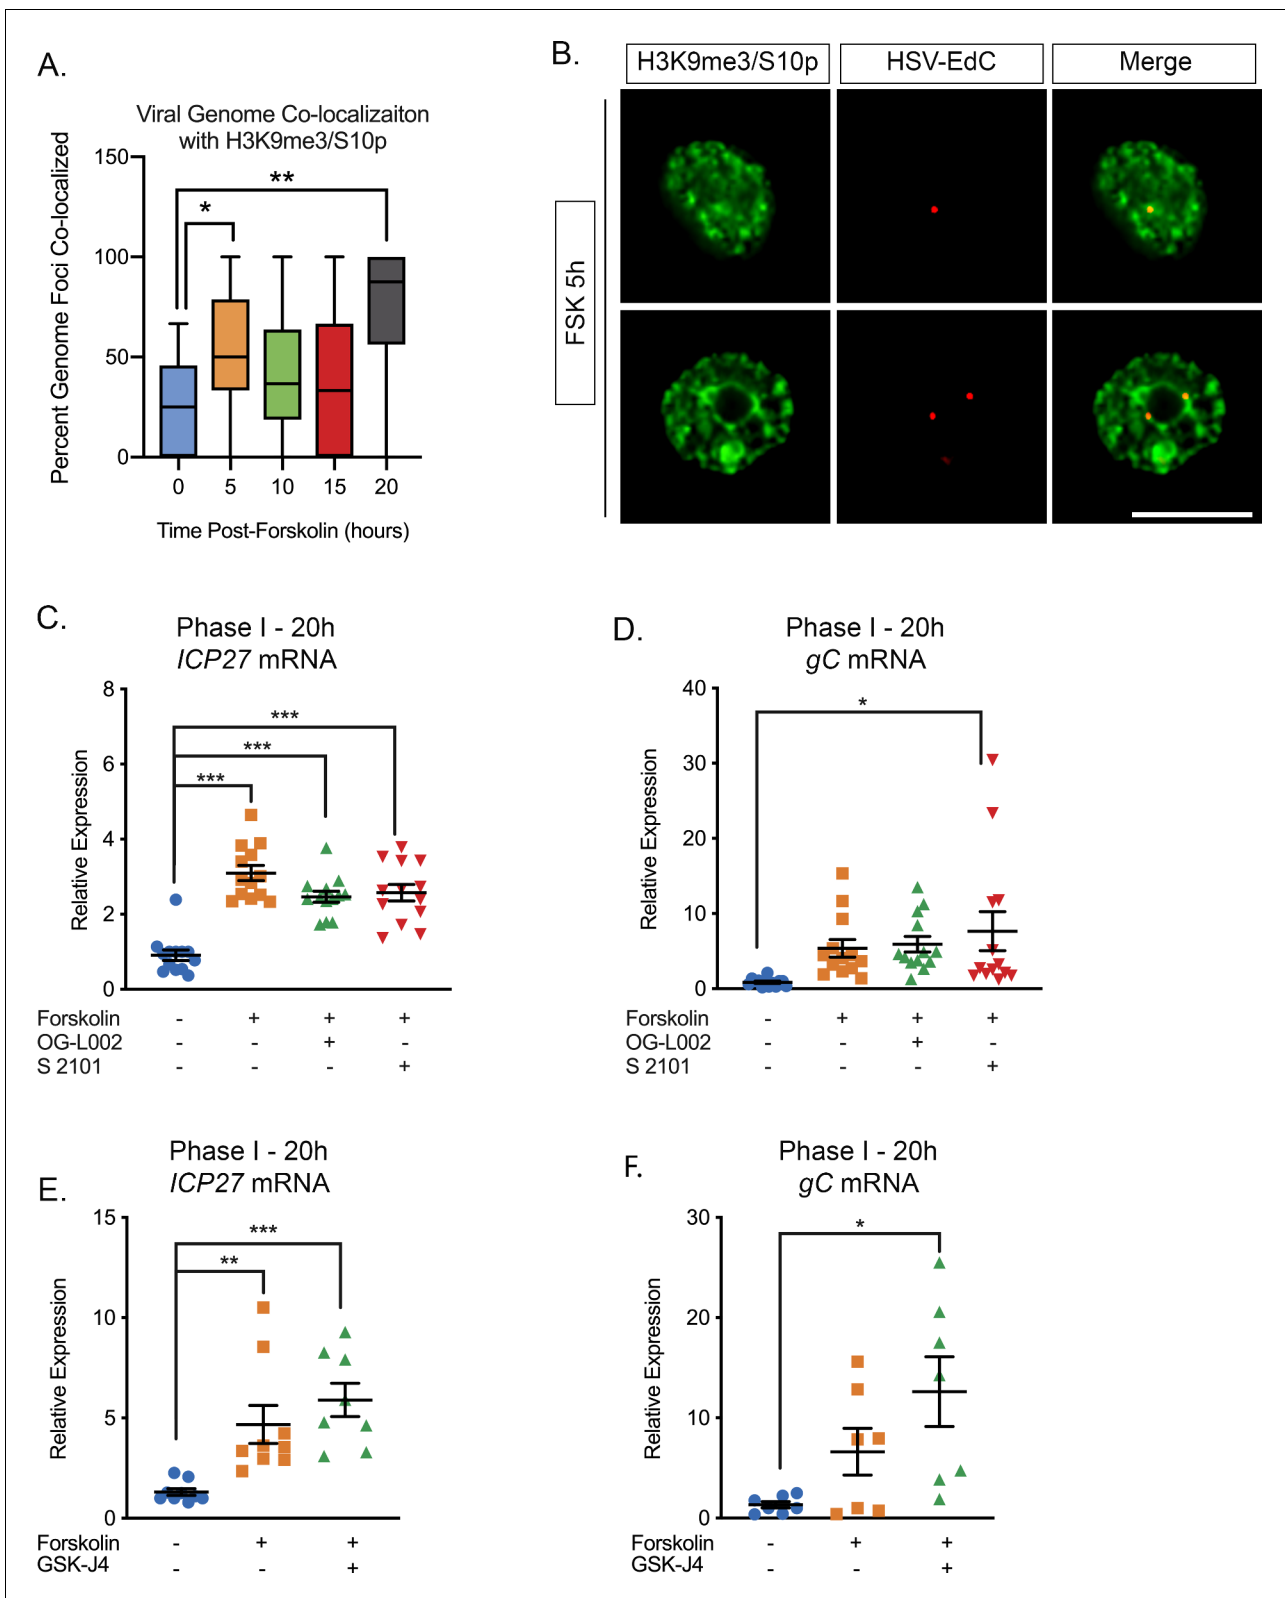 A.
Viral Genome Co-localizaiton
with H3K9me3/S10p
Percent Genome Foci Co-localized
150
100
50
0
*
**
0 5 10 15 20
Time Post-Forskolin (hours)
B.
H3K9me3/S10p HSV-EdC Merge
FSK 5h
C.
Phase I - 20h
ICP27 mRNA
Relative Expression
8
6
4
2
0
***
***
***
Forskolin - + + +
OG-L002 - - + -
S 2101 - - - +
D.
Phase I - 20h
gC mRNA
Relative Expression
40
30
20
10
0
*
Forskolin - + + +
OG-L002 - - + -
S 2101 - - - +
E.
Phase I - 20h
ICP27 mRNA
Relative Expression
15
10
5
0
***
**
Forskolin - + +
GSK-J4 - - +
F.
Phase I - 20h
gC mRNA
Relative Expression
30
20
10
0
*
Forskolin - + +
GSK-J4 - - +